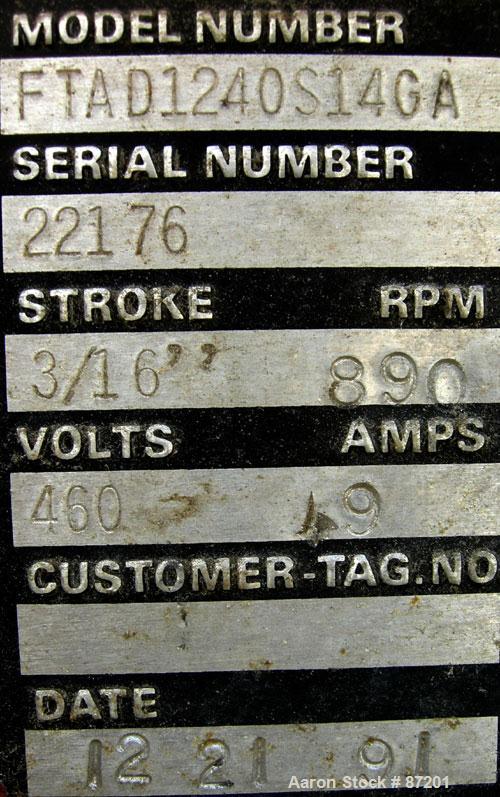 MODEL NUMBER
FTAD1240S14GA
SERIAL NUMBER
22176
STROKE RPM
3/16’’ 890
VOLTS AMPS
460 9
CUSTOMER-TAG.NO
DATE
12 21 91
Aaron Stock # 87201